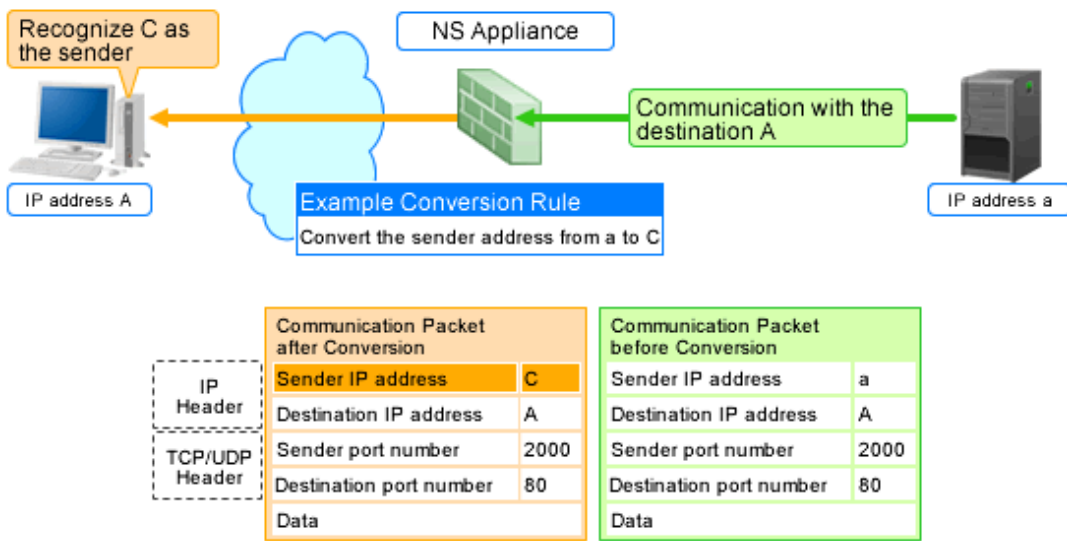 Recognize C as
the sender
NS Appliance
Communication with the
destination A
IP address A
IP address a
Example Conversion Rule
Convert the sender address from a to C
Communication Packet
after Conversion
Communication Packet
before Conversion
IP
Header
Sender IP address C
Sender IP address a
Destination IP address A
Destination IP address A
TCP/UDP
Header
Sender port number 2000
Sender port number 2000
Destination port number 80
Destination port number 80
Data
Data